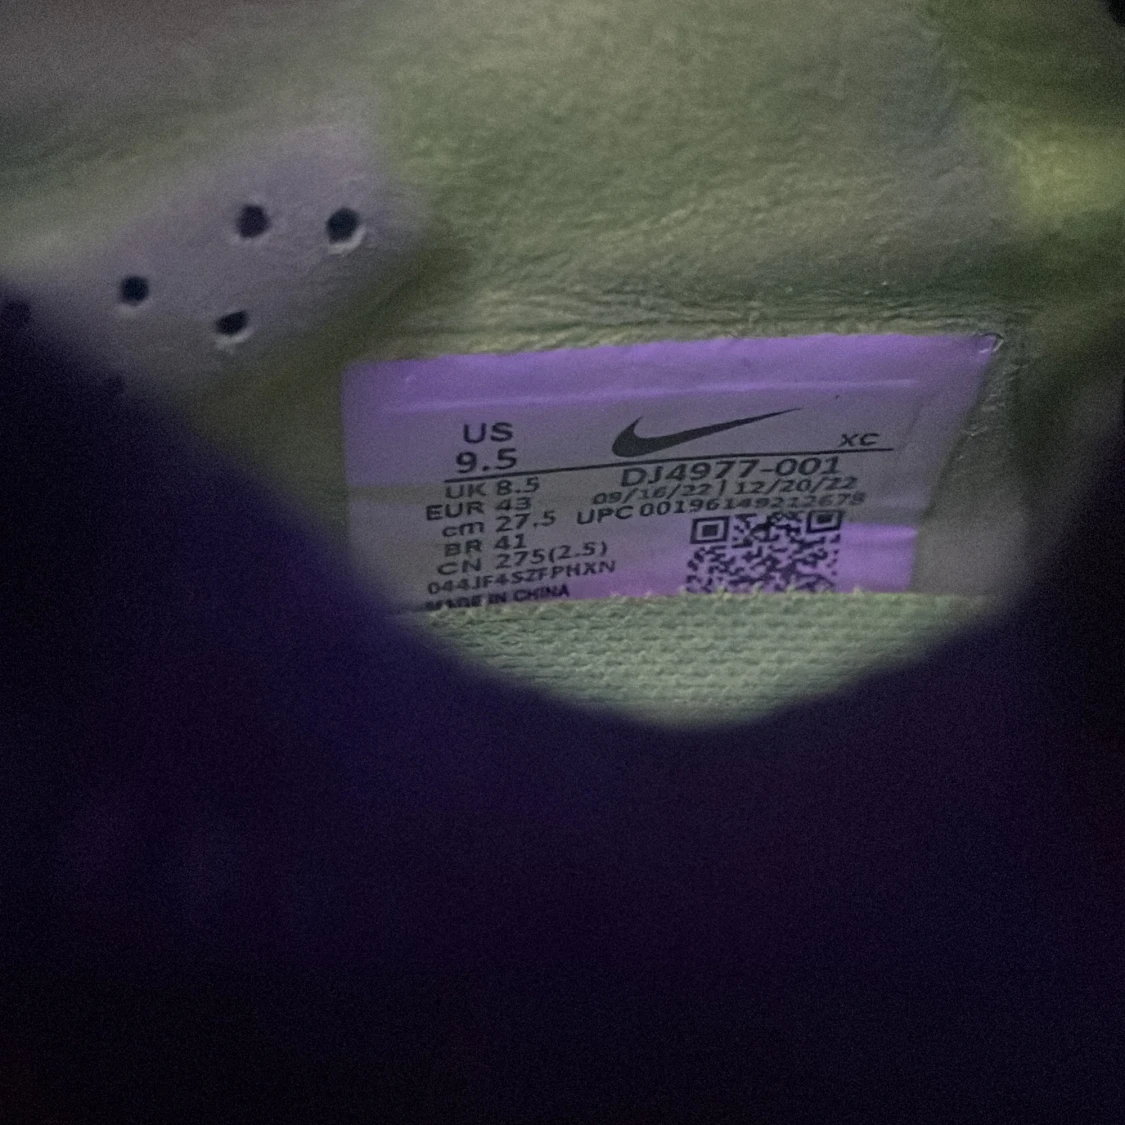 US
9.5
XC
UK 8.5
EUR 43
cm 27.5
BR 41
CN 275(2.5)
044JF4SZFPHXN
MADE IN CHINA
DJ4977-001
09/16/22 | 12/20/22
UPC 00196149212678